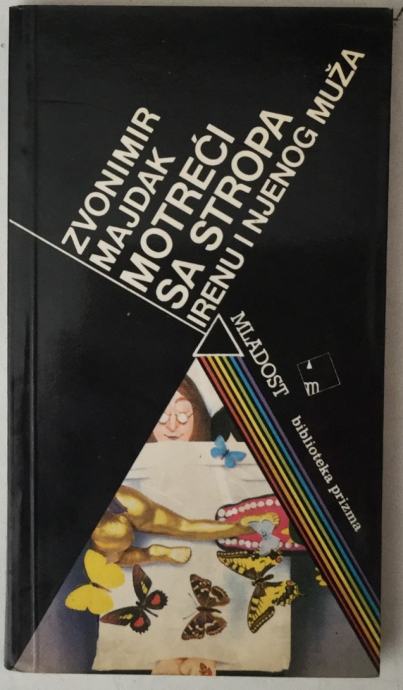 ZVONIMIR
MAJDAK
MOTREĆI
SA STROPA
IRENU I NJENOG MUŽA
MLADOST
m
biblioteka prizma